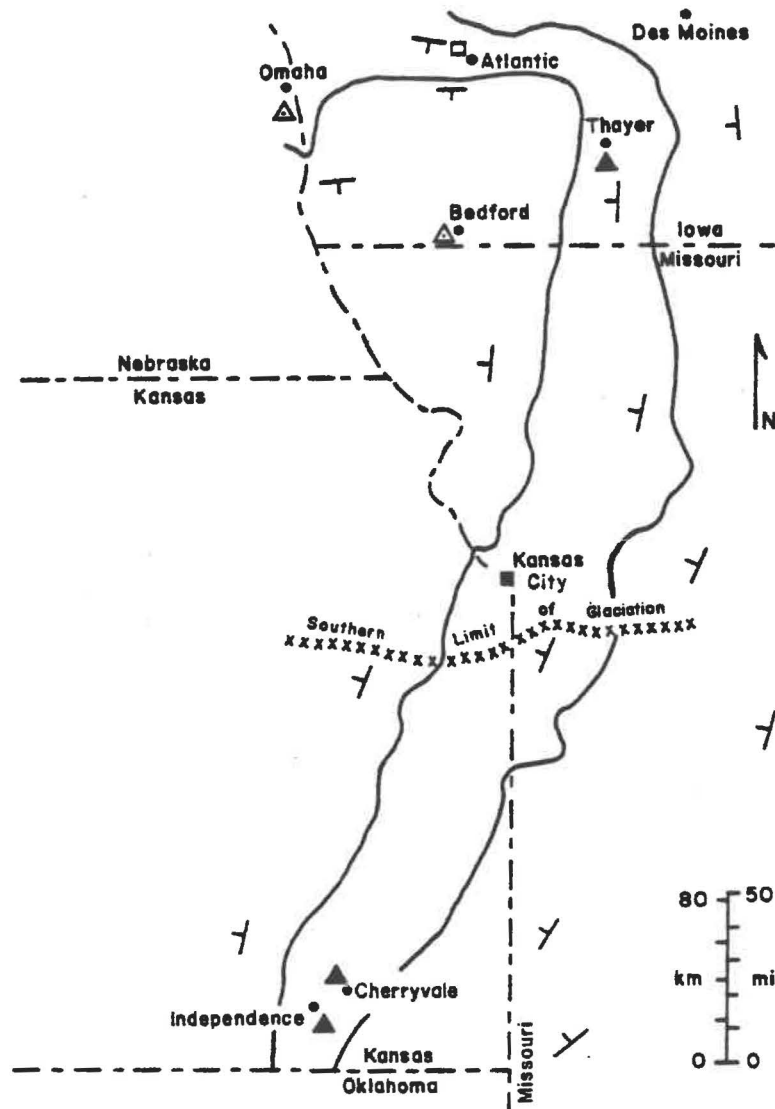 Des Moines
Atlantic
Omaha
Thayer
Bedford
Iowa
Missouri
Nebraska
Kansas
N
Kansas
City
Southern Limit of Glaciation
80 50
km mi
0 0
Cherryvale
Independence
Kansas
Oklahoma
Missouri